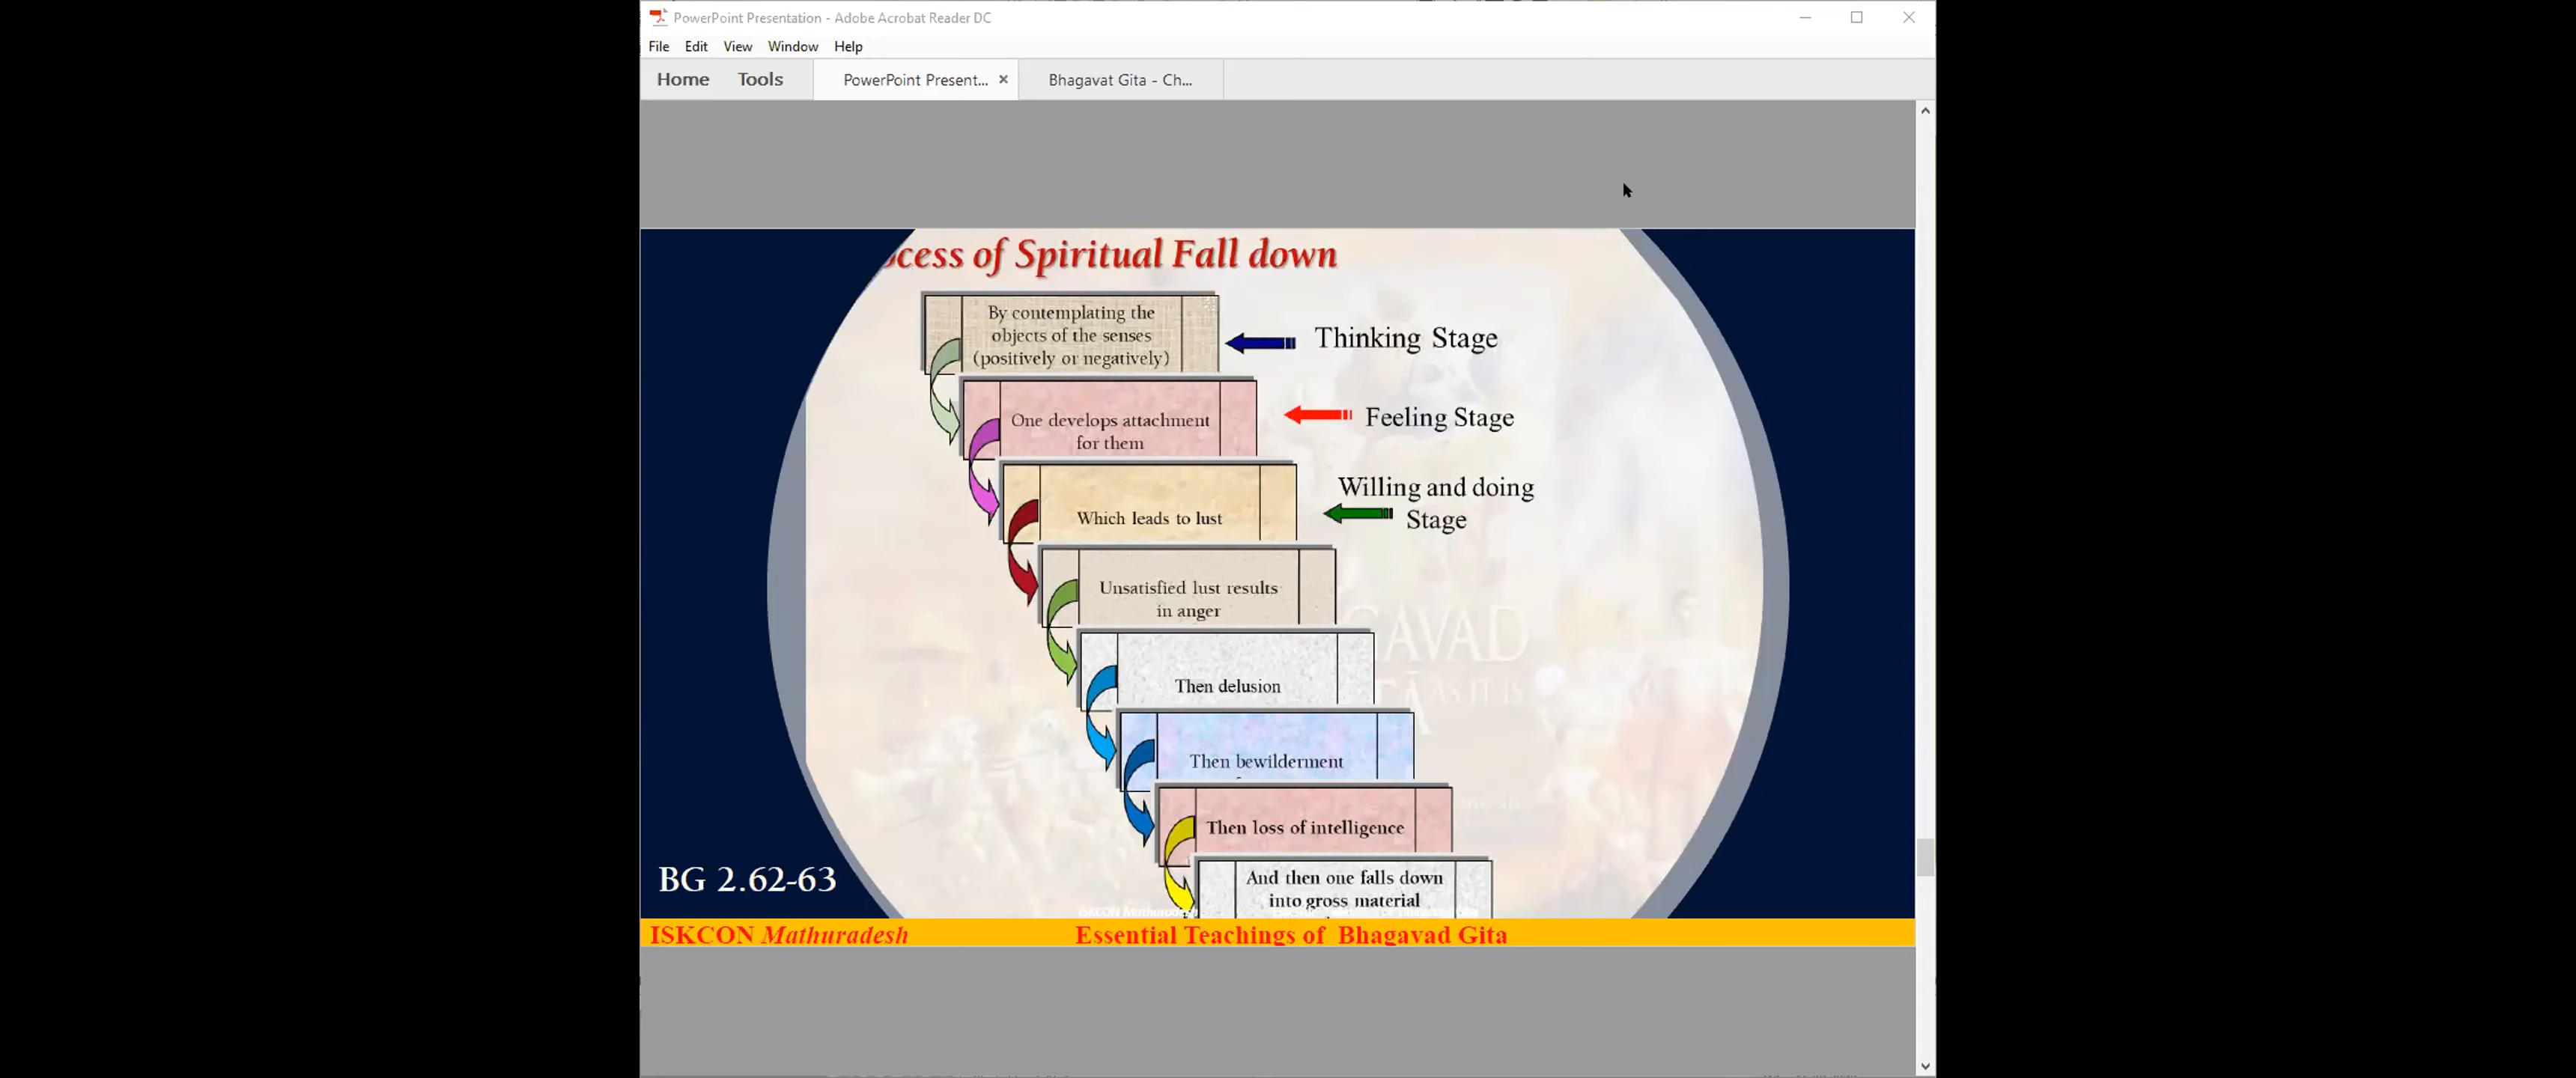 PowerPoint Presentation - Adobe Acrobat Reader DC
File Edit View Window Help
Home Tools PowerPoint Present... Bhagavat Gita - Ch...
cess of Spiritual Fall down
By contemplating the
objects of the senses
(positively or negatively)
Thinking Stage
One develops attachment
for them
Feeling Stage
Which leads to lust
Willing and doing
Stage
Unsatisfied lust results
in anger
Then delusion
Then bewilderment
Then loss of intelligence
And then one falls down
into gross material
BG 2.62-63
ISKCON Mathuradesh Essential Teachings of Bhagavad Gita